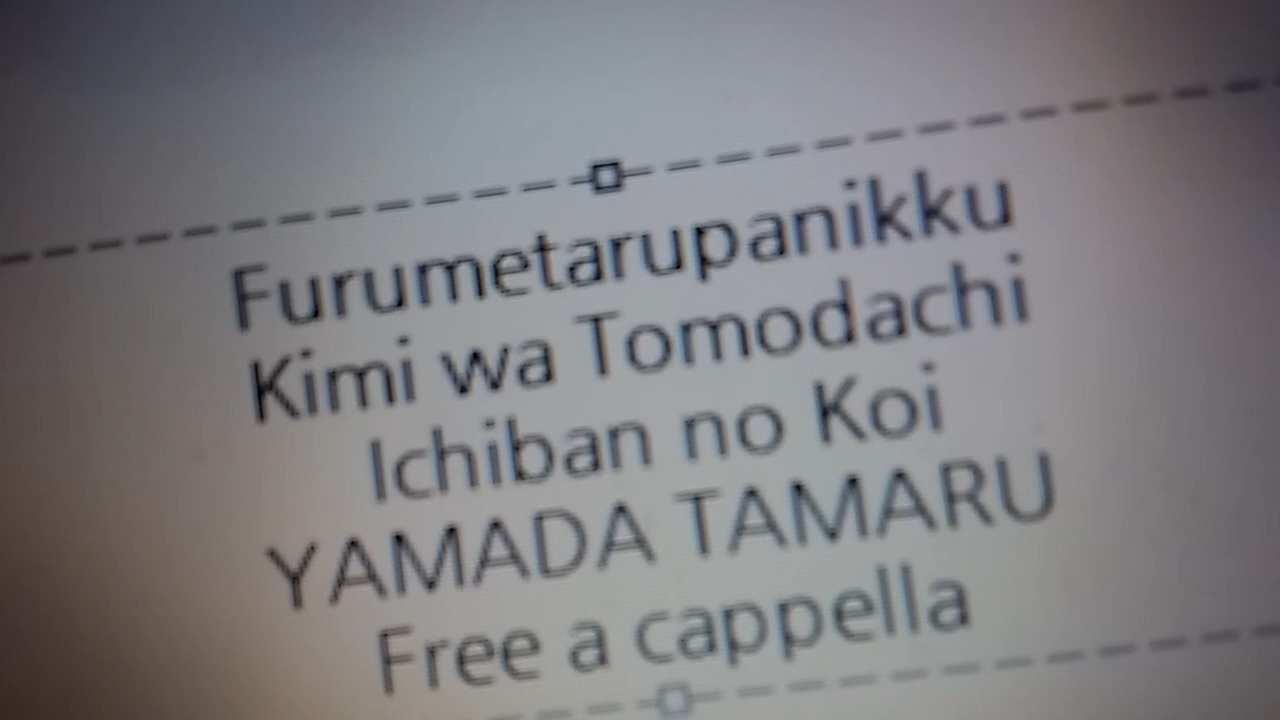 Furumetarupanikku
Kimi wa Tomodachi
Ichiban no Koi
YAMADA TAMARU
Free a cappella